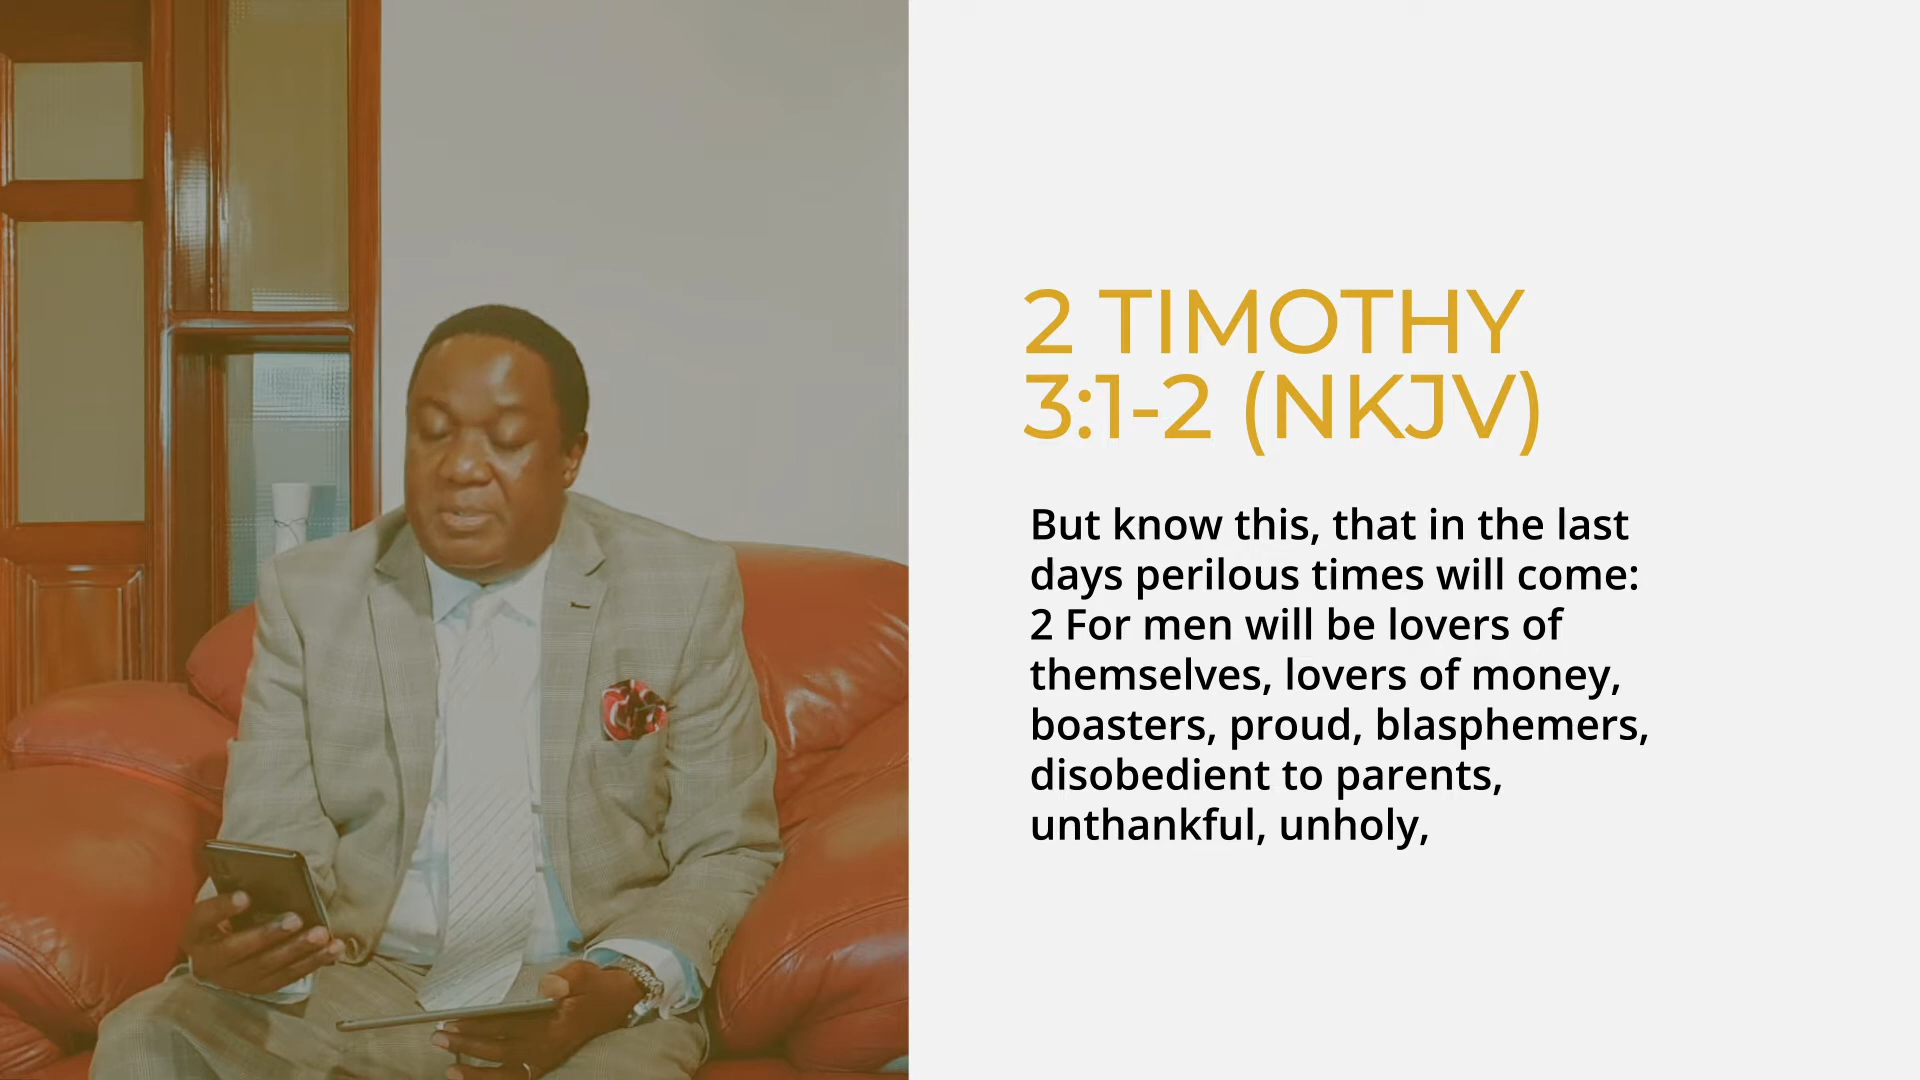 2 TIMOTHY
3:1-2 (NKJV)
But know this, that in the last
days perilous times will come:
2 For men will be lovers of
themselves, lovers of money,
boasters, proud, blasphemers,
disobedient to parents,
unthankful, unholy,